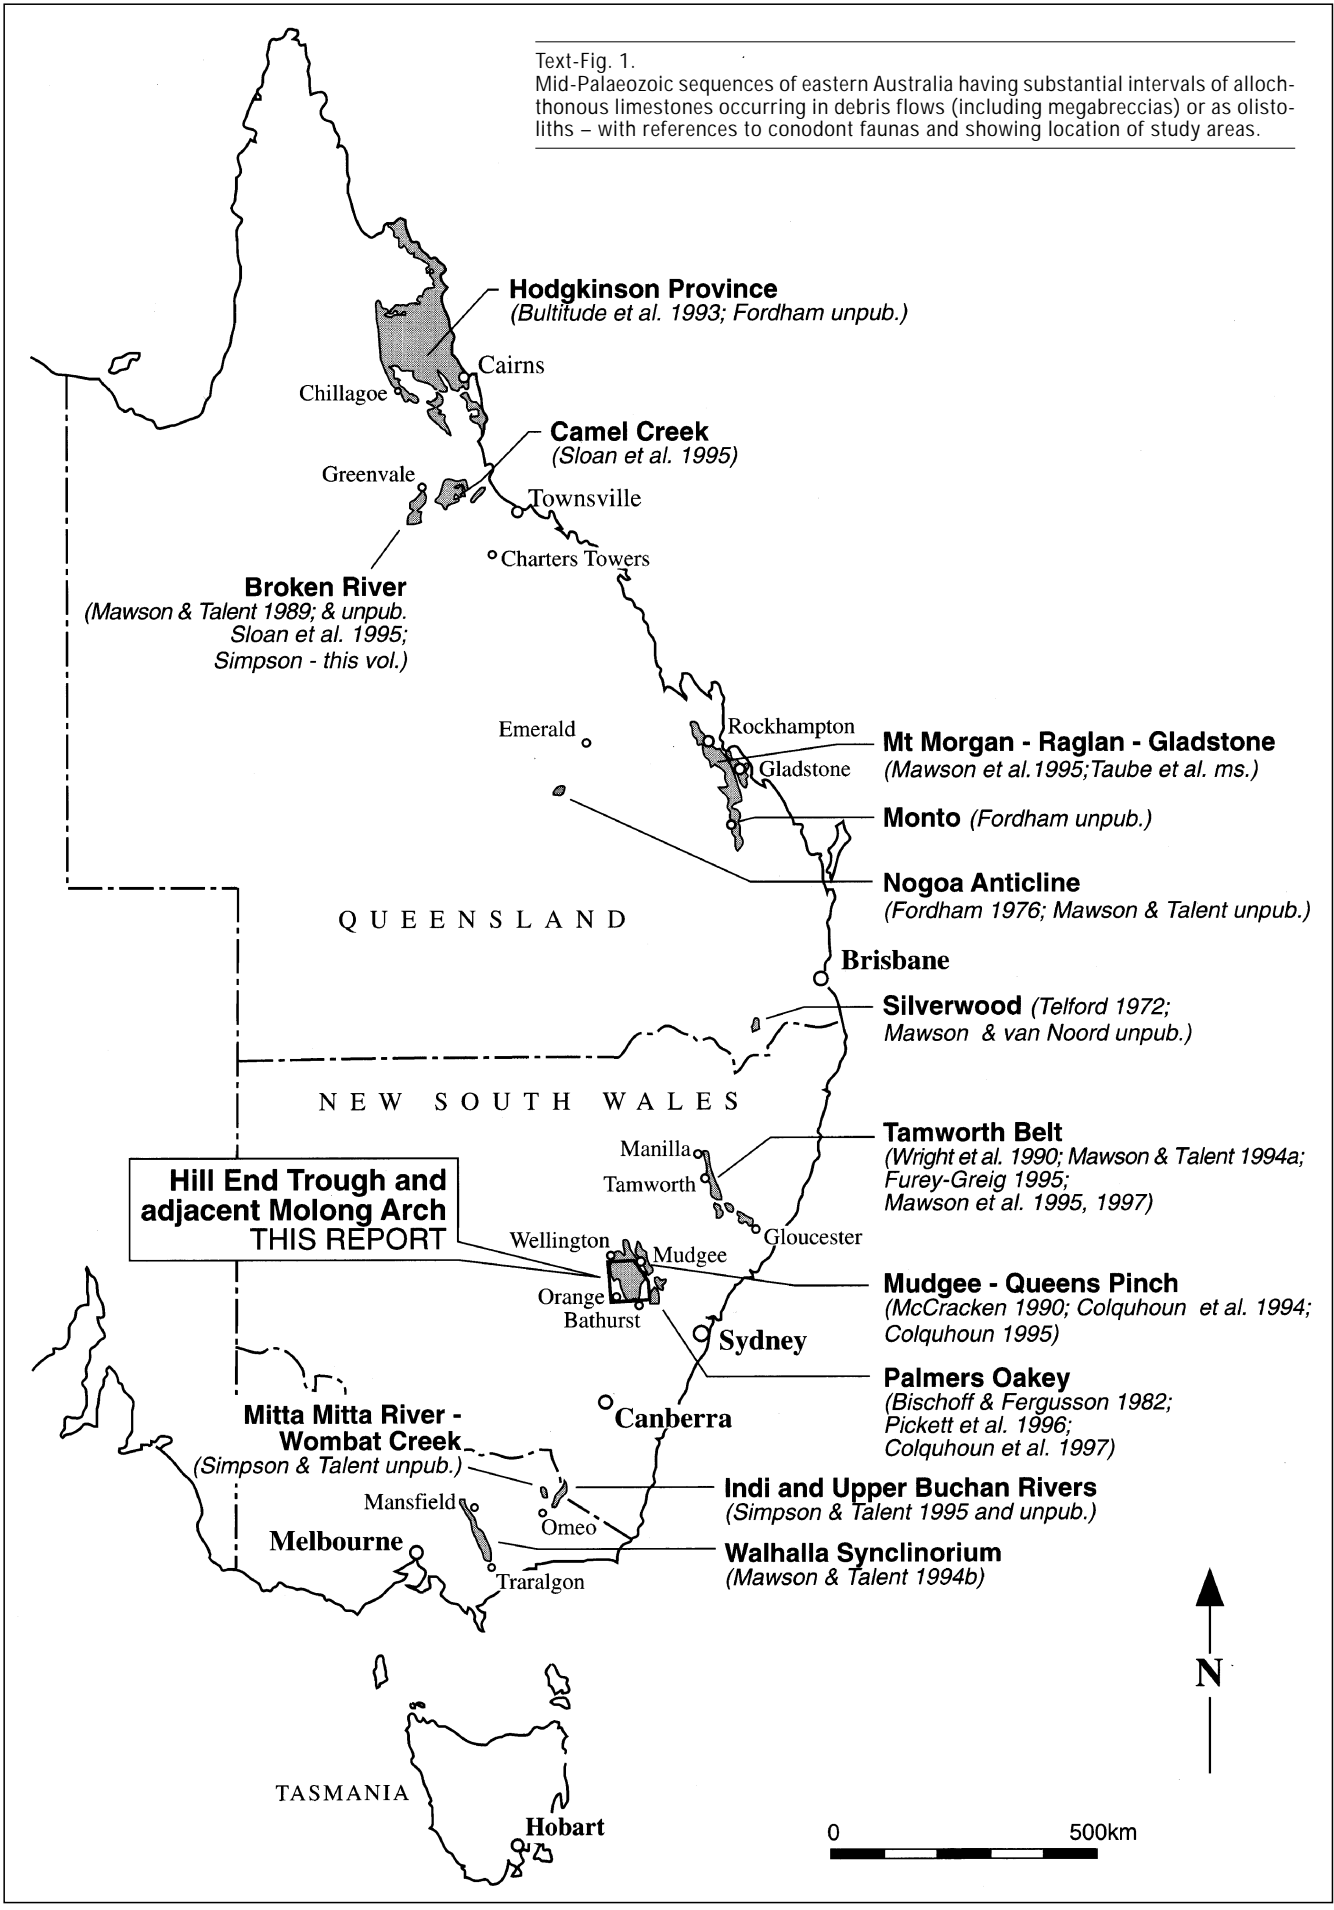 Text-Fig. 1.
Mid-Palaeozoic sequences of eastern Australia having substantial intervals of alloch-
thonous limestones occurring in debris flows (including megabreccias) or as olisto-
liths – with references to conodont faunas and showing location of study areas.
Hodgkinson Province
(Bultitude et al. 1993; Fordham unpub.)
Cairns
Chillagoe
Camel Creek
(Sloan et al. 1995)
Greenvale
Townsville
Charters Towers
Broken River
(Mawson & Talent 1989; & unpub.
Sloan et al. 1995;
Simpson - this vol.)
Emerald
Rockhampton
Mt Morgan - Raglan - Gladstone
(Mawson et al.1995;Taube et al. ms.)
Gladstone
Monto (Fordham unpub.)
Nogoa Anticline
(Fordham 1976; Mawson & Talent unpub.)
QUEENSLAND
Brisbane
Silverwood (Telford 1972;
Mawson & van Noord unpub.)
NEW SOUTH WALES
Manilla
Tamworth
Tamworth Belt
(Wright et al. 1990; Mawson & Talent 1994a;
Furey-Greig 1995;
Mawson et al. 1995, 1997)
Hill End Trough and
adjacent Molong Arch
THIS REPORT
Gloucester
Wellington
Mudgee
Orange
Bathurst
Mudgee - Queens Pinch
(McCracken 1990; Colquhoun et al. 1994;
Colquhoun 1995)
Sydney
Palmers Oakey
(Bischoff & Fergusson 1982;
Pickett et al. 1996;
Colquhoun et al. 1997)
Canberra
Mitta Mitta River -
Wombat Creek
(Simpson & Talent unpub.)
Indi and Upper Buchan Rivers
(Simpson & Talent 1995 and unpub.)
Mansfield
Omeo
Melbourne
Walhalla Synclinorium
(Mawson & Talent 1994b)
Traralgon
N
TASMANIA
Hobart
0 500km